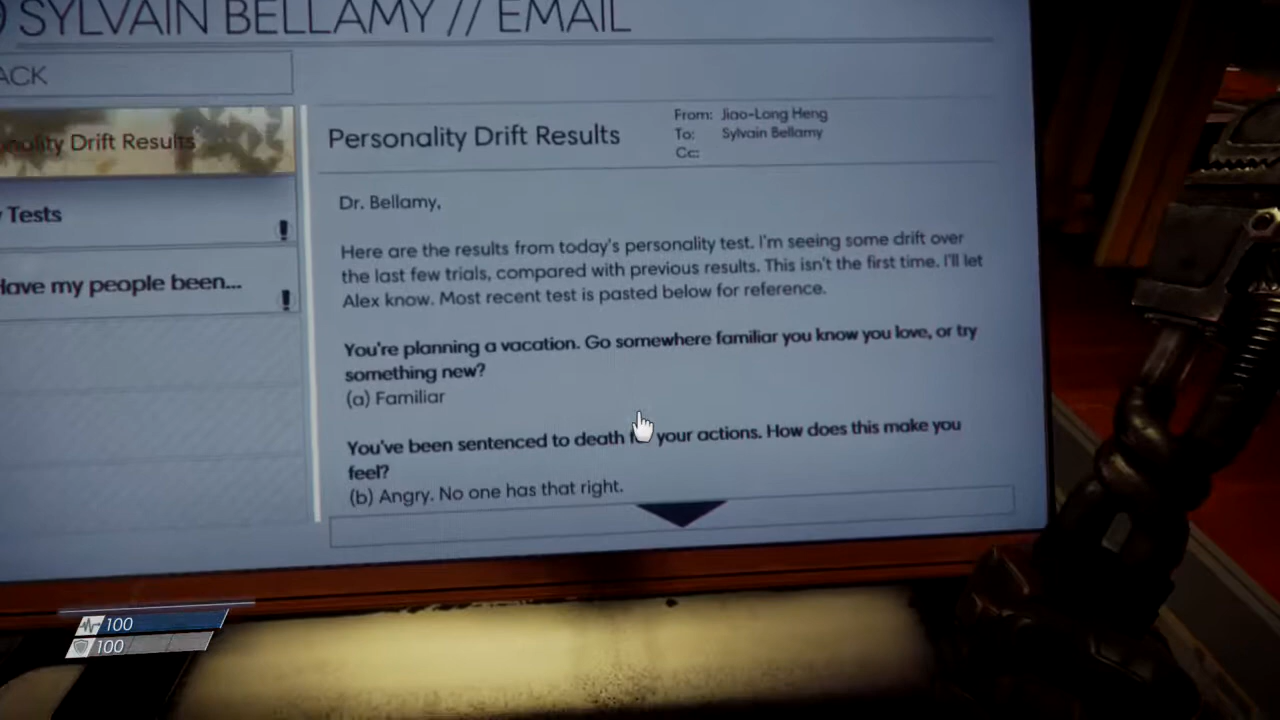 SYLVAIN BELLAMY // EMAIL
ACK
nality Drift Results
Tests
Have my people been...
Personality Drift Results
From: Jiao-Long Heng
To: Sylvain Bellamy
Cc:
Dr. Bellamy,
Here are the results from today's personality test. I'm seeing some drift over
the last few trials, compared with previous results. This isn't the first time. I'll let
Alex know. Most recent test is pasted below for reference.
You're planning a vacation. Go somewhere familiar you know you love, or try
something new?
(a) Familiar
You've been sentenced to death your actions. How does this make you
feel?
(b) Angry. No one has that right.
100
100